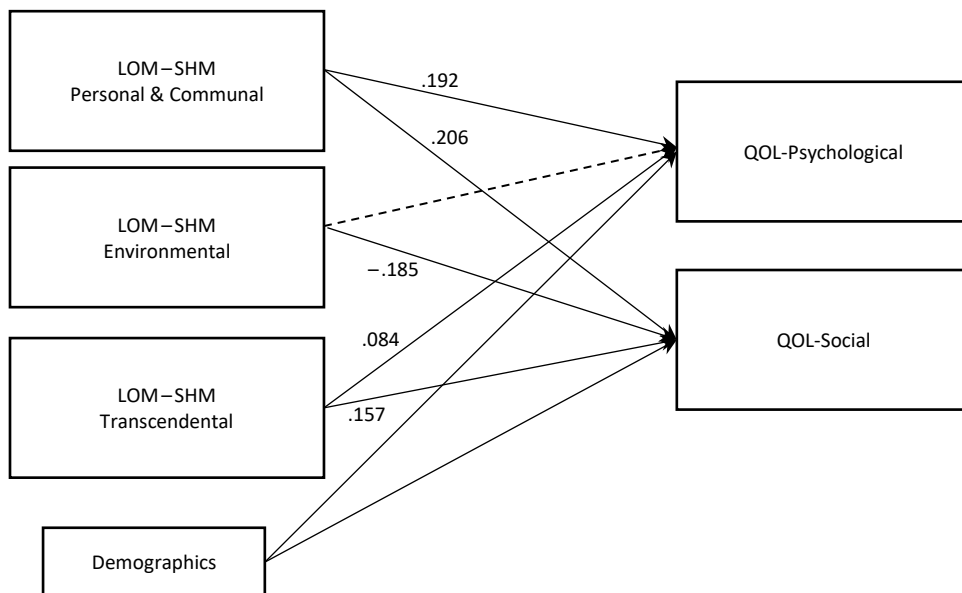 LOM–SHM
Personal & Communal
LOM–SHM
Environmental
LOM–SHM
Transcendental
Demographics
.192
.206
–.185
.084
.157
QOL-Psychological
QOL-Social